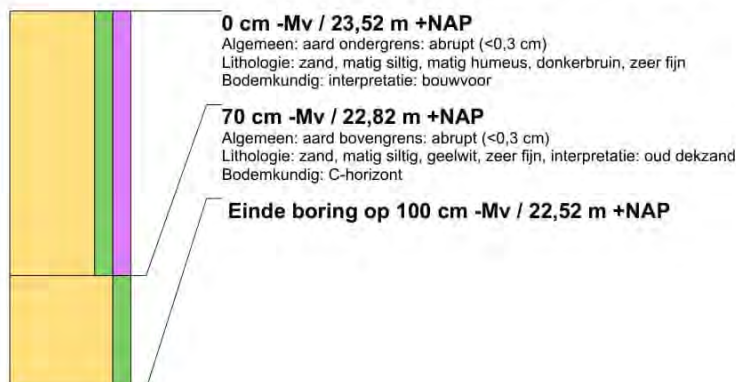 0 cm -Mv / 23,52 m +NAP
Algemeen: aard ondergrens: abrupt (<0,3 cm)
Lithologie: zand, matig siltig, matig humeus, donkerbruin, zeer fijn
Bodemkundig: interpretatie: bouwvoor
70 cm -Mv / 22,82 m +NAP
Algemeen: aard bovengrens: abrupt (<0,3 cm)
Lithologie: zand, matig siltig, geelwit, zeer fijn, interpretatie: oud dekzand
Bodemkundig: C-horizont
Einde boring op 100 cm -Mv / 22,52 m +NAP